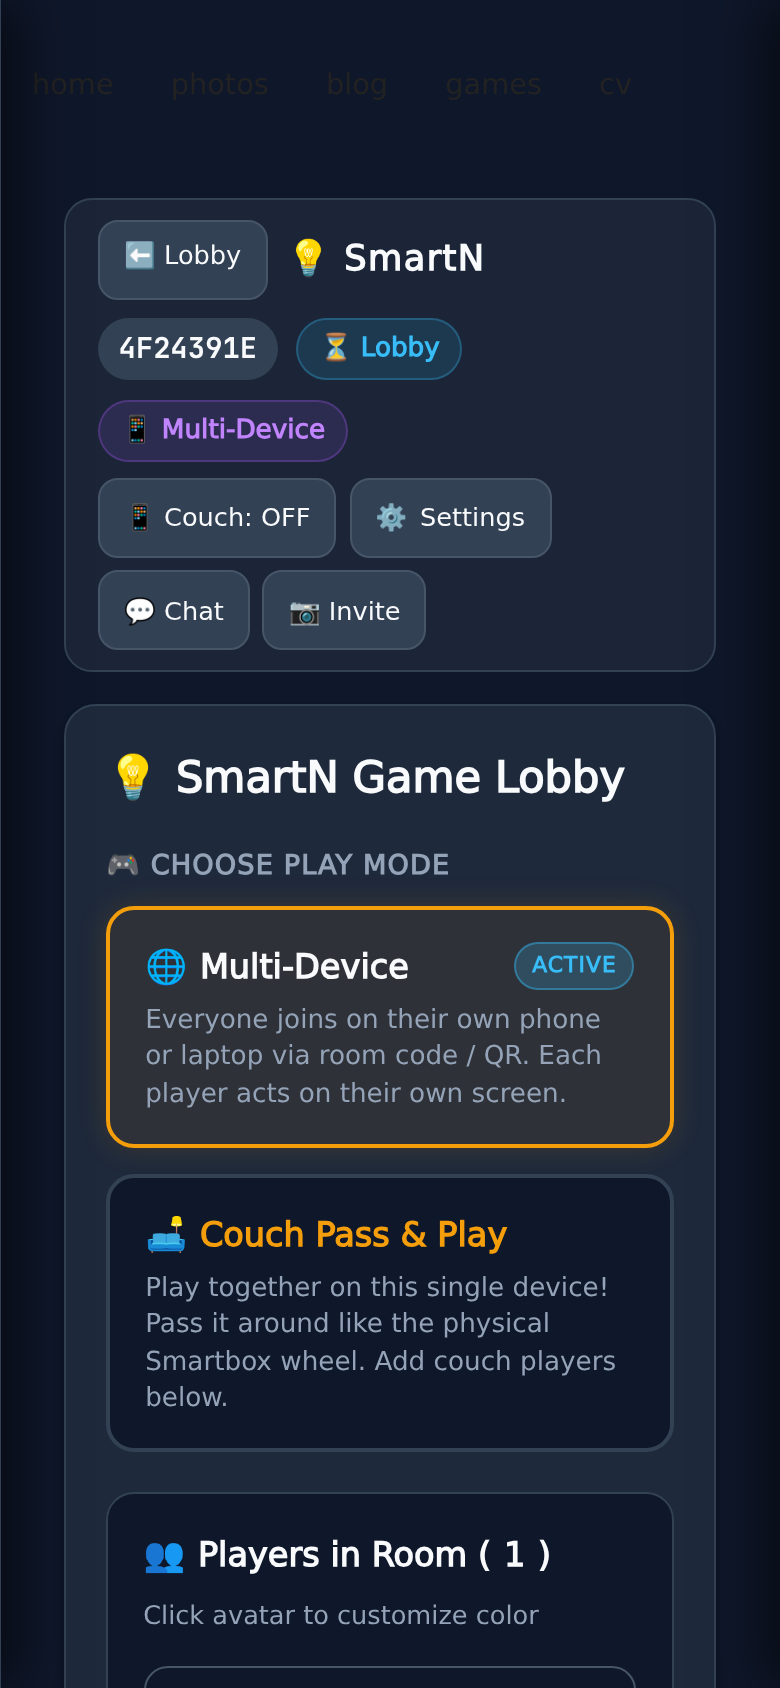 home photos blog games cv
⬅️ Lobby 💡 SmartN
4F24391E ⏳ Lobby
📱 Multi-Device
📱 Couch: OFF ⚙️ Settings
💬 Chat 📷 Invite
💡 SmartN Game Lobby
🎮 CHOOSE PLAY MODE
🌐 Multi-Device ACTIVE
Everyone joins on their own phone
or laptop via room code / QR. Each
player acts on their own screen.
🛋️ Couch Pass & Play
Play together on this single device!
Pass it around like the physical
Smartbox wheel. Add couch players
below.
👥 Players in Room ( 1 )
Click avatar to customize color